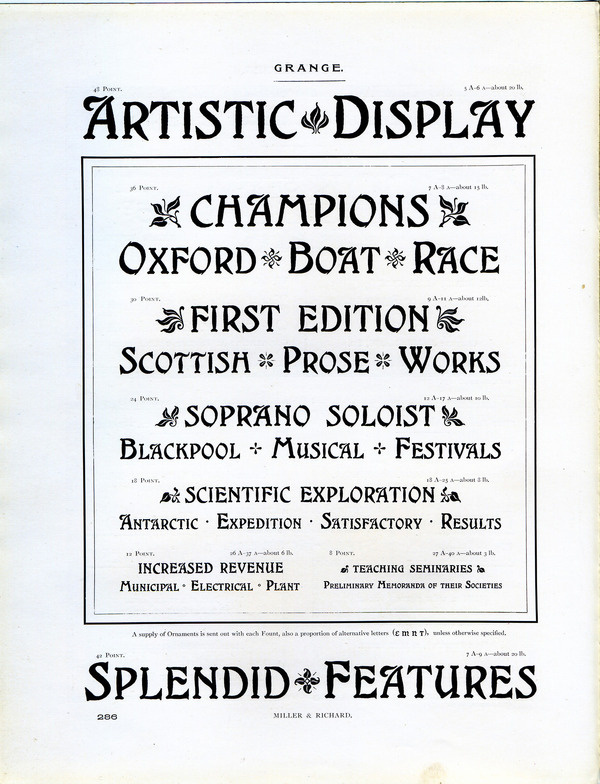 GRANGE.
48 Point. 5 A-6 A—about 20 lb.
ARTISTIC DISPLAY
36 Point. 7 A-8 A—about 15 lb.
CHAMPIONS
OXFORD BOAT RACE
30 Point. 9 A-11 A—about 12lb.
FIRST EDITION
SCOTTISH PROSE WORKS
24 Point. 12 A-17 A—about 10 lb.
SOPRANO SOLOIST
BLACKPOOL MUSICAL FESTIVALS
18 Point. 18 A-25 A—about 8 lb.
SCIENTIFIC EXPLORATION
ANTARCTIC · EXPEDITION · SATISFACTORY · RESULTS
12 Point. 26 A-37 A—about 6 lb.
INCREASED REVENUE
MUNICIPAL ∘ ELECTRICAL ∘ PLANT
8 Point. 27 A-40 A—about 3 lb.
TEACHING SEMINARIES
PRELIMINARY MEMORANDA OF THEIR SOCIETIES
A supply of Ornaments is sent out with each Fount, also a proportion of alternative letters (E M N T), unless otherwise specified.
42 Point. 7 A-9 A—about 20 lb.
SPLENDID FEATURES
286 MILLER & RICHARD.